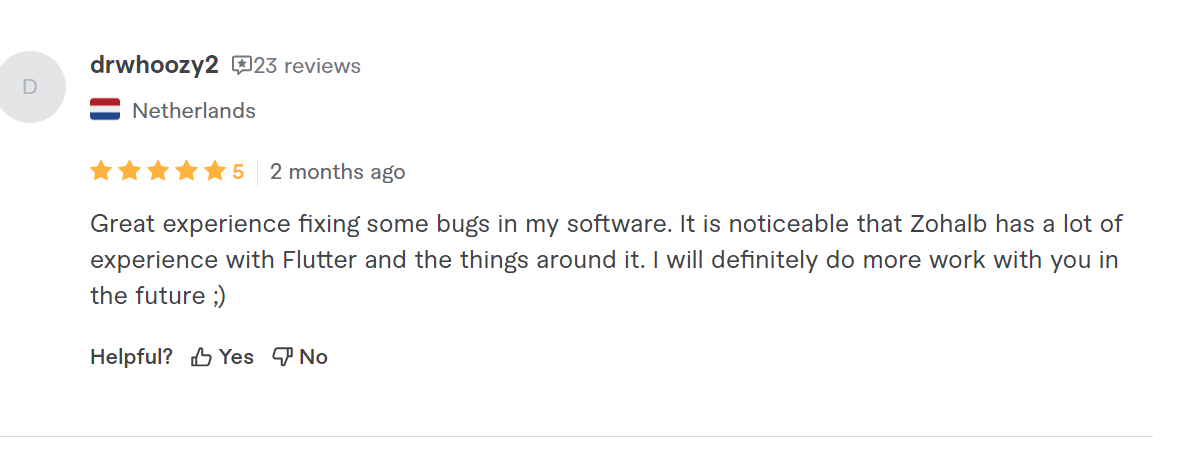 D
drwhoozy2 23 reviews
Netherlands
5 2 months ago
Great experience fixing some bugs in my software. It is noticeable that Zohalb has a lot of
experience with Flutter and the things around it. I will definitely do more work with you in
the future ;)
Helpful? Yes No